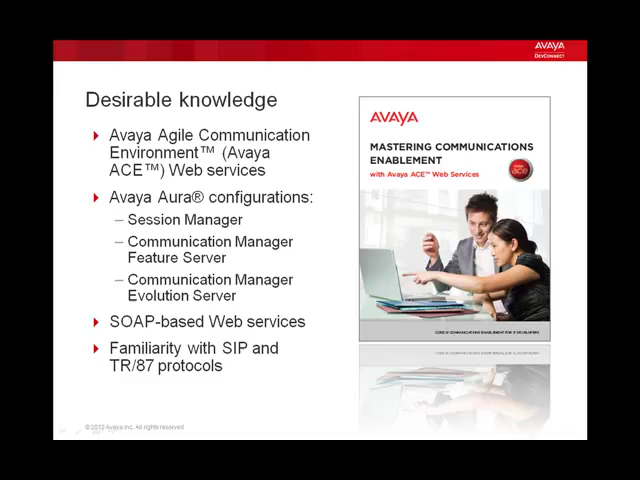 AVAYA
DEVCONNECT
Desirable knowledge
Avaya Agile Communication
Environment™ (Avaya
ACE™) Web services
Avaya Aura® configurations:
– Session Manager
– Communication Manager
Feature Server
– Communication Manager
Evolution Server
SOAP-based Web services
Familiarity with SIP and
TR/87 protocols
AVAYA
MASTERING COMMUNICATIONS
ENABLEMENT
with Avaya ACE™ Web Services
ace
© 2012 Avaya Inc. All rights reserved